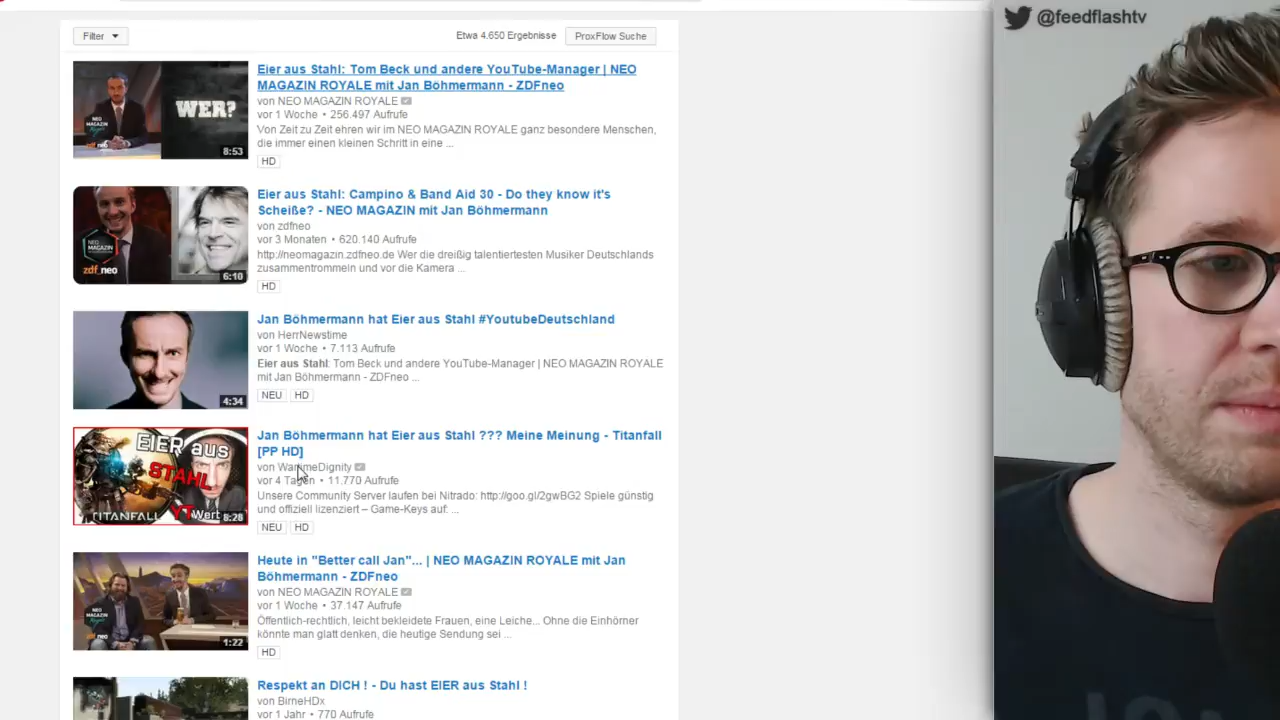 @feedflashtv
Filter
Etwa 4.650 Ergebnisse
ProxFlow Suche
WER?
NEO MAGAZIN
8:53
Eier aus Stahl: Tom Beck und andere YouTube-Manager | NEO
MAGAZIN ROYALE mit Jan Böhmermann - ZDFneo
von NEO MAGAZIN ROYALE
vor 1 Woche • 256.497 Aufrufe
Von Zeit zu Zeit ehren wir im NEO MAGAZIN ROYALE ganz besondere Menschen,
die immer einen kleinen Schritt in eine ...
HD
NEO
MAGAZIN
zdf_neo
6:10
Eier aus Stahl: Campino & Band Aid 30 - Do they know it's
Scheiße? - NEO MAGAZIN mit Jan Böhmermann
von zdfneo
vor 3 Monaten • 620.140 Aufrufe
http://neomagazin.zdfneo.de Wer die dreißig talentiertesten Musiker Deutschlands
zusammentrommeln und vor die Kamera ...
HD
4:34
Jan Böhmermann hat Eier aus Stahl #YoutubeDeutschland
von HerrNewstime
vor 1 Woche • 7.113 Aufrufe
Eier aus Stahl: Tom Beck und andere YouTube-Manager | NEO MAGAZIN ROYALE
mit Jan Böhmermann - ZDFneo ...
NEU HD
EIER aus
STAHL
TITANFALL
YT Wert
8:28
Jan Böhmermann hat Eier aus Stahl ??? Meine Meinung - Titanfall
[PP HD]
von
vor 4 Tagen • 11.770 Aufrufe
Unsere Community Server laufen bei Nitrado: http://goo.gl/2gwBG2 Spiele günstig
und offiziell lizenziert – Game-Keys auf: ...
NEU HD
NEO
MAGAZIN
1:22
Heute in "Better call Jan"... | NEO MAGAZIN ROYALE mit Jan
Böhmermann - ZDFneo
von NEO MAGAZIN ROYALE
vor 1 Woche • 37.147 Aufrufe
Öffentlich-rechtlich, leicht bekleidete Frauen, eine Leiche... Ohne die Einhörner
könnte man glatt denken, die heutige Sendung sei ...
HD
Respekt an DICH ! - Du hast EIER aus Stahl !
von BirneHDx
vor 1 Jahr • 770 Aufrufe